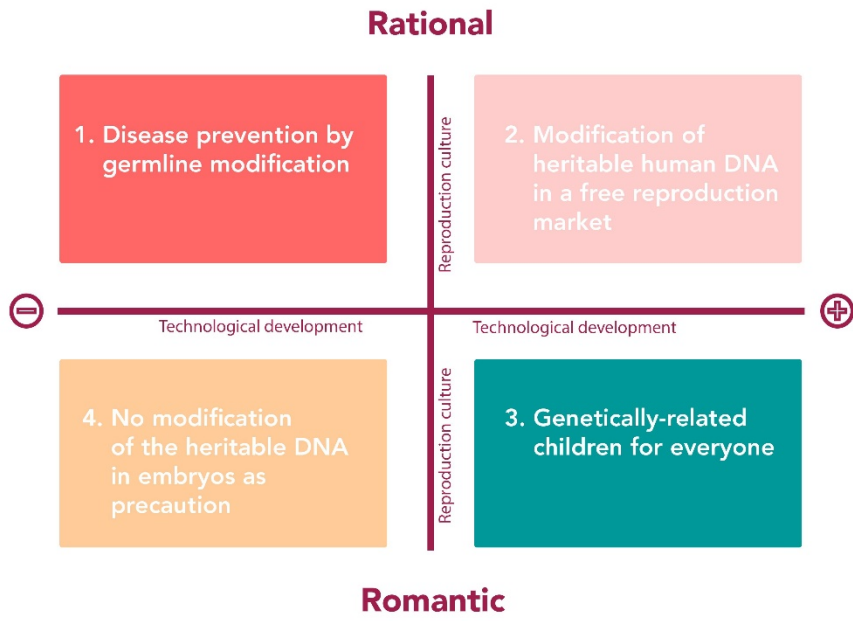 Rational
1. Disease prevention by
germline modification
2. Modification of
heritable human DNA
in a free reproduction
market
Reproduction culture
Technological development
Technological development
4. No modification
of the heritable DNA
in embryos as
precaution
Reproduction culture
3. Genetically-related
children for everyone
Romantic